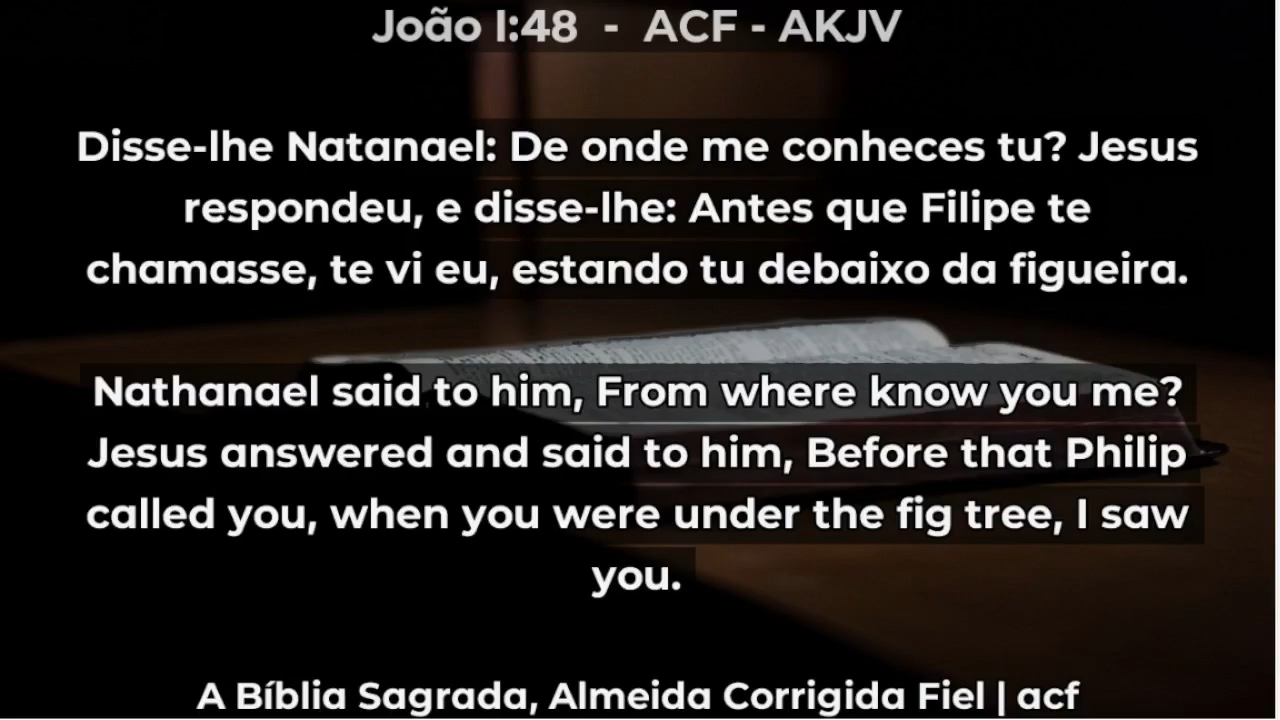 João 1:48 - ACF - AKJV
Disse-lhe Natanael: De onde me conheces tu? Jesus
respondeu, e disse-lhe: Antes que Filipe te
chamasse, te vi eu, estando tu debaixo da figueira.
Nathanael said to him, From where know you me?
Jesus answered and said to him, Before that Philip
called you, when you were under the fig tree, I saw
you.
A Bíblia Sagrada, Almeida Corrigida Fiel | acf